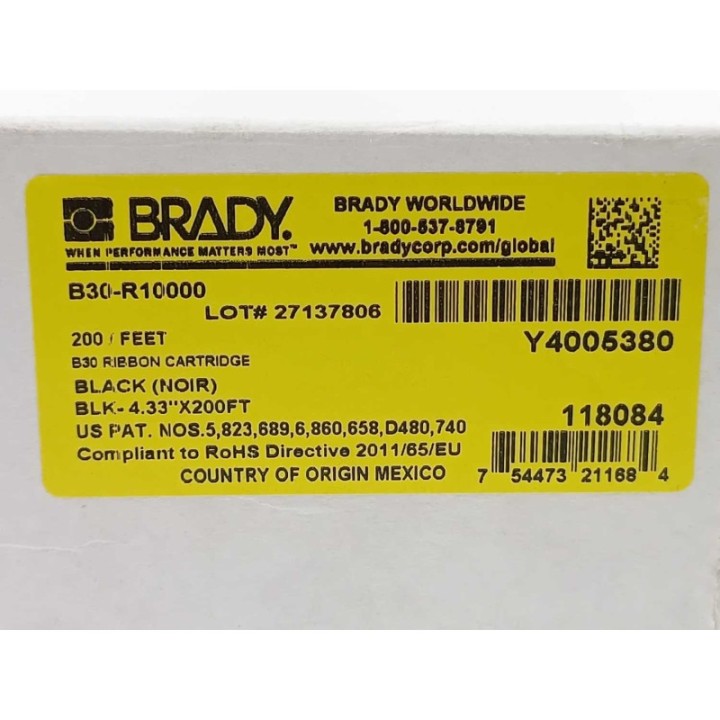 BRADY.
WHEN PERFORMANCE MATTERS MOST™
BRADY WORLDWIDE
1-800-537-8791
www.bradycorp.com/global
B30-R10000
LOT# 27137806
200 / FEET
Y4005380
B30 RIBBON CARTRIDGE
BLACK (NOIR)
BLK- 4.33"X200FT
118084
US PAT. NOS.5,823,689,6,860,658,D480,740
Compliant to RoHS Directive 2011/65/EU
COUNTRY OF ORIGIN MEXICO
7 54473 21168 4